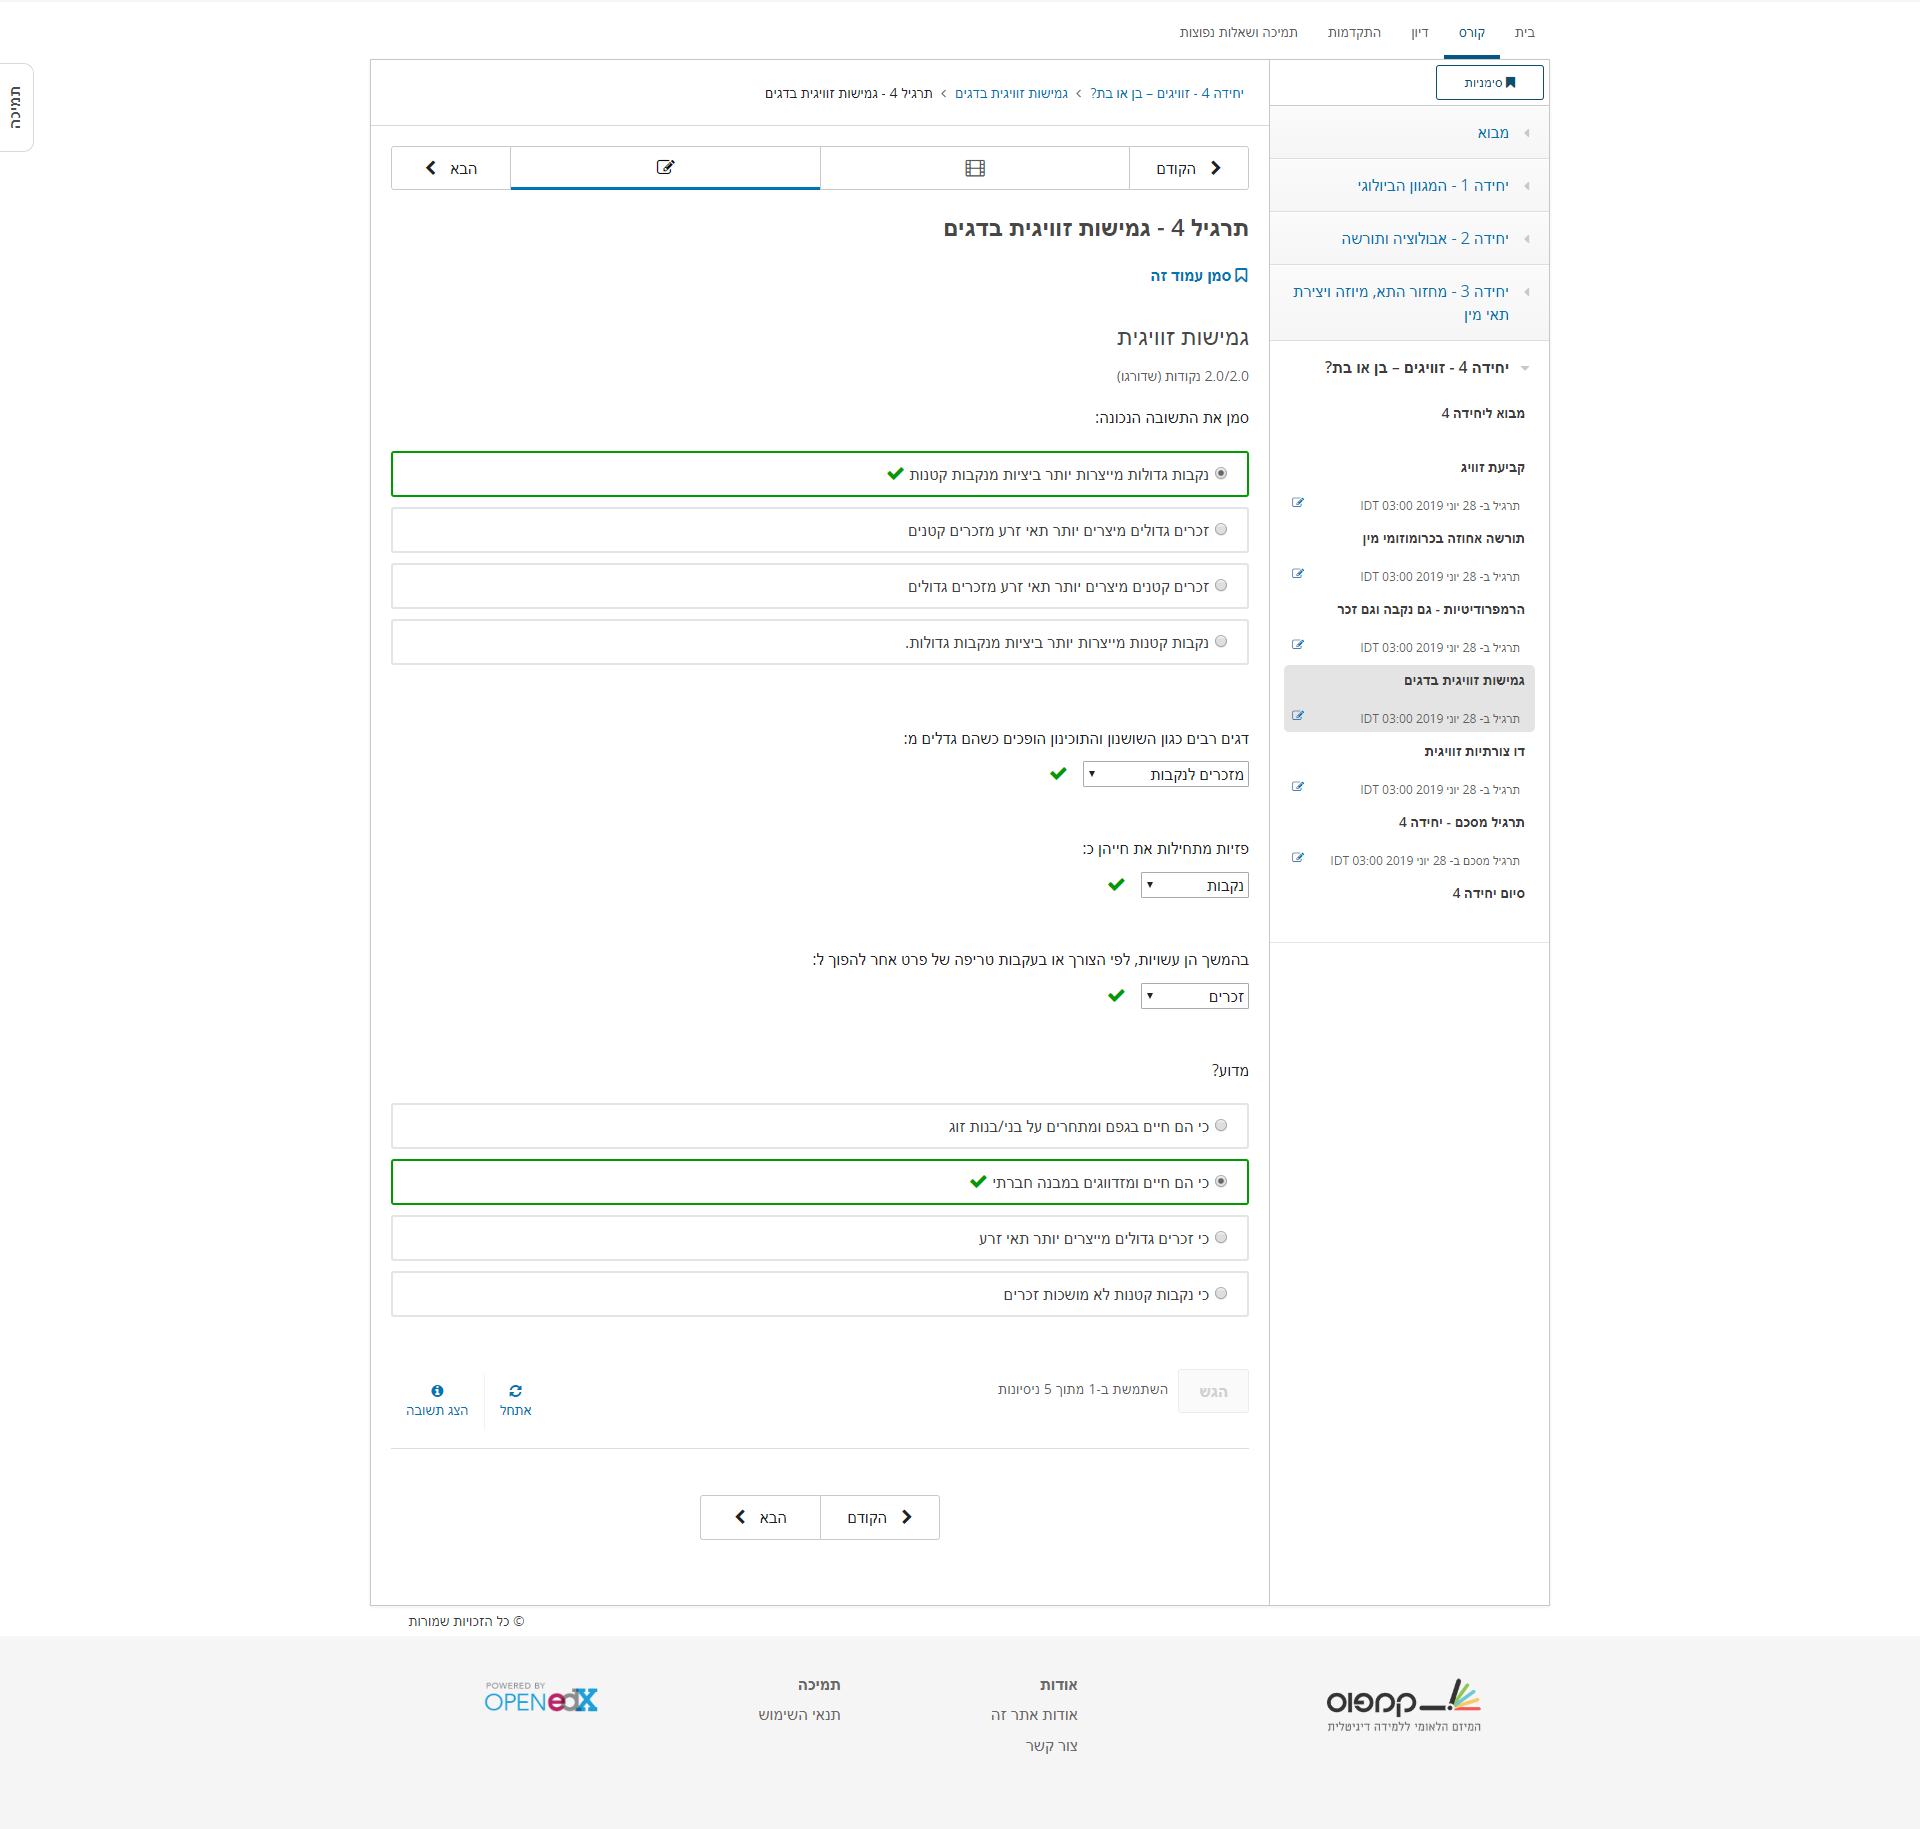 בית
קורס
דיון
התקדמות
תמיכה ושאלות נפוצות
תמיכה
סימניות
מבוא
יחידה 1 - המגוון הביולוגי
יחידה 2 - אבולוציה ותורשה
יחידה 3 - מחזור התא, מיוזה ויצירת
תאי מין
יחידה 4 - זוויגים – בן או בת?
מבוא ליחידה 4
קביעת זוויג
תרגיל ב- 28 יוני 2019 03:00 IDT
תורשה אחוזה בכרומוזומי מין
תרגיל ב- 28 יוני 2019 03:00 IDT
הרמפרודיטיות - גם נקבה וגם זכר
תרגיל ב- 28 יוני 2019 03:00 IDT
גמישות זוויגית בדגים
תרגיל ב- 28 יוני 2019 03:00 IDT
דו צורתיות זוויגית
תרגיל ב- 28 יוני 2019 03:00 IDT
תרגיל מסכם - יחידה 4
תרגיל מסכם ב- 28 יוני 2019 03:00 IDT
סיום יחידה 4
יחידה 4 - זוויגים – בן או בת? > גמישות זוויגית בדגים > תרגיל 4 - גמישות זוויגית בדגים
הקודם
הבא
תרגיל 4 - גמישות זוויגית בדגים
סמן עמוד זה
גמישות זוויגית
2.0/2.0 נקודות (שדורגו)
סמן את התשובה הנכונה:
נקבות גדולות מייצרות יותר ביציות מנקבות קטנות
זכרים גדולים מיצרים יותר תאי זרע מזכרים קטנים
זכרים קטנים מיצרים יותר תאי זרע מזכרים גדולים
נקבות קטנות מייצרות יותר ביציות מנקבות גדולות.
דגים רבים כגון השושנון והתוכינון הופכים כשהם גדלים מ:
מזכרים לנקבות
פזיות מתחילות את חייהן כ:
נקבות
בהמשך הן עשויות, לפי הצורך או בעקבות טריפה של פרט אחר להפוך ל:
זכרים
מדוע?
כי הם חיים בגפם ומתחרים על בני/בנות זוג
כי הם חיים ומזדווגים במבנה חברתי
כי זכרים גדולים מייצרים יותר תאי זרע
כי נקבות קטנות לא מושכות זכרים
הגש
השתמשת ב-1 מתוך 5 ניסיונות
אתחל
הצג תשובה
הקודם
הבא
© כל הזכויות שמורות
קמפוס
המיזם הלאומי ללמידה דיגיטלית
אודות
אודות אתר זה
צור קשר
תמיכה
תנאי השימוש
POWERED BY
OPEN edX